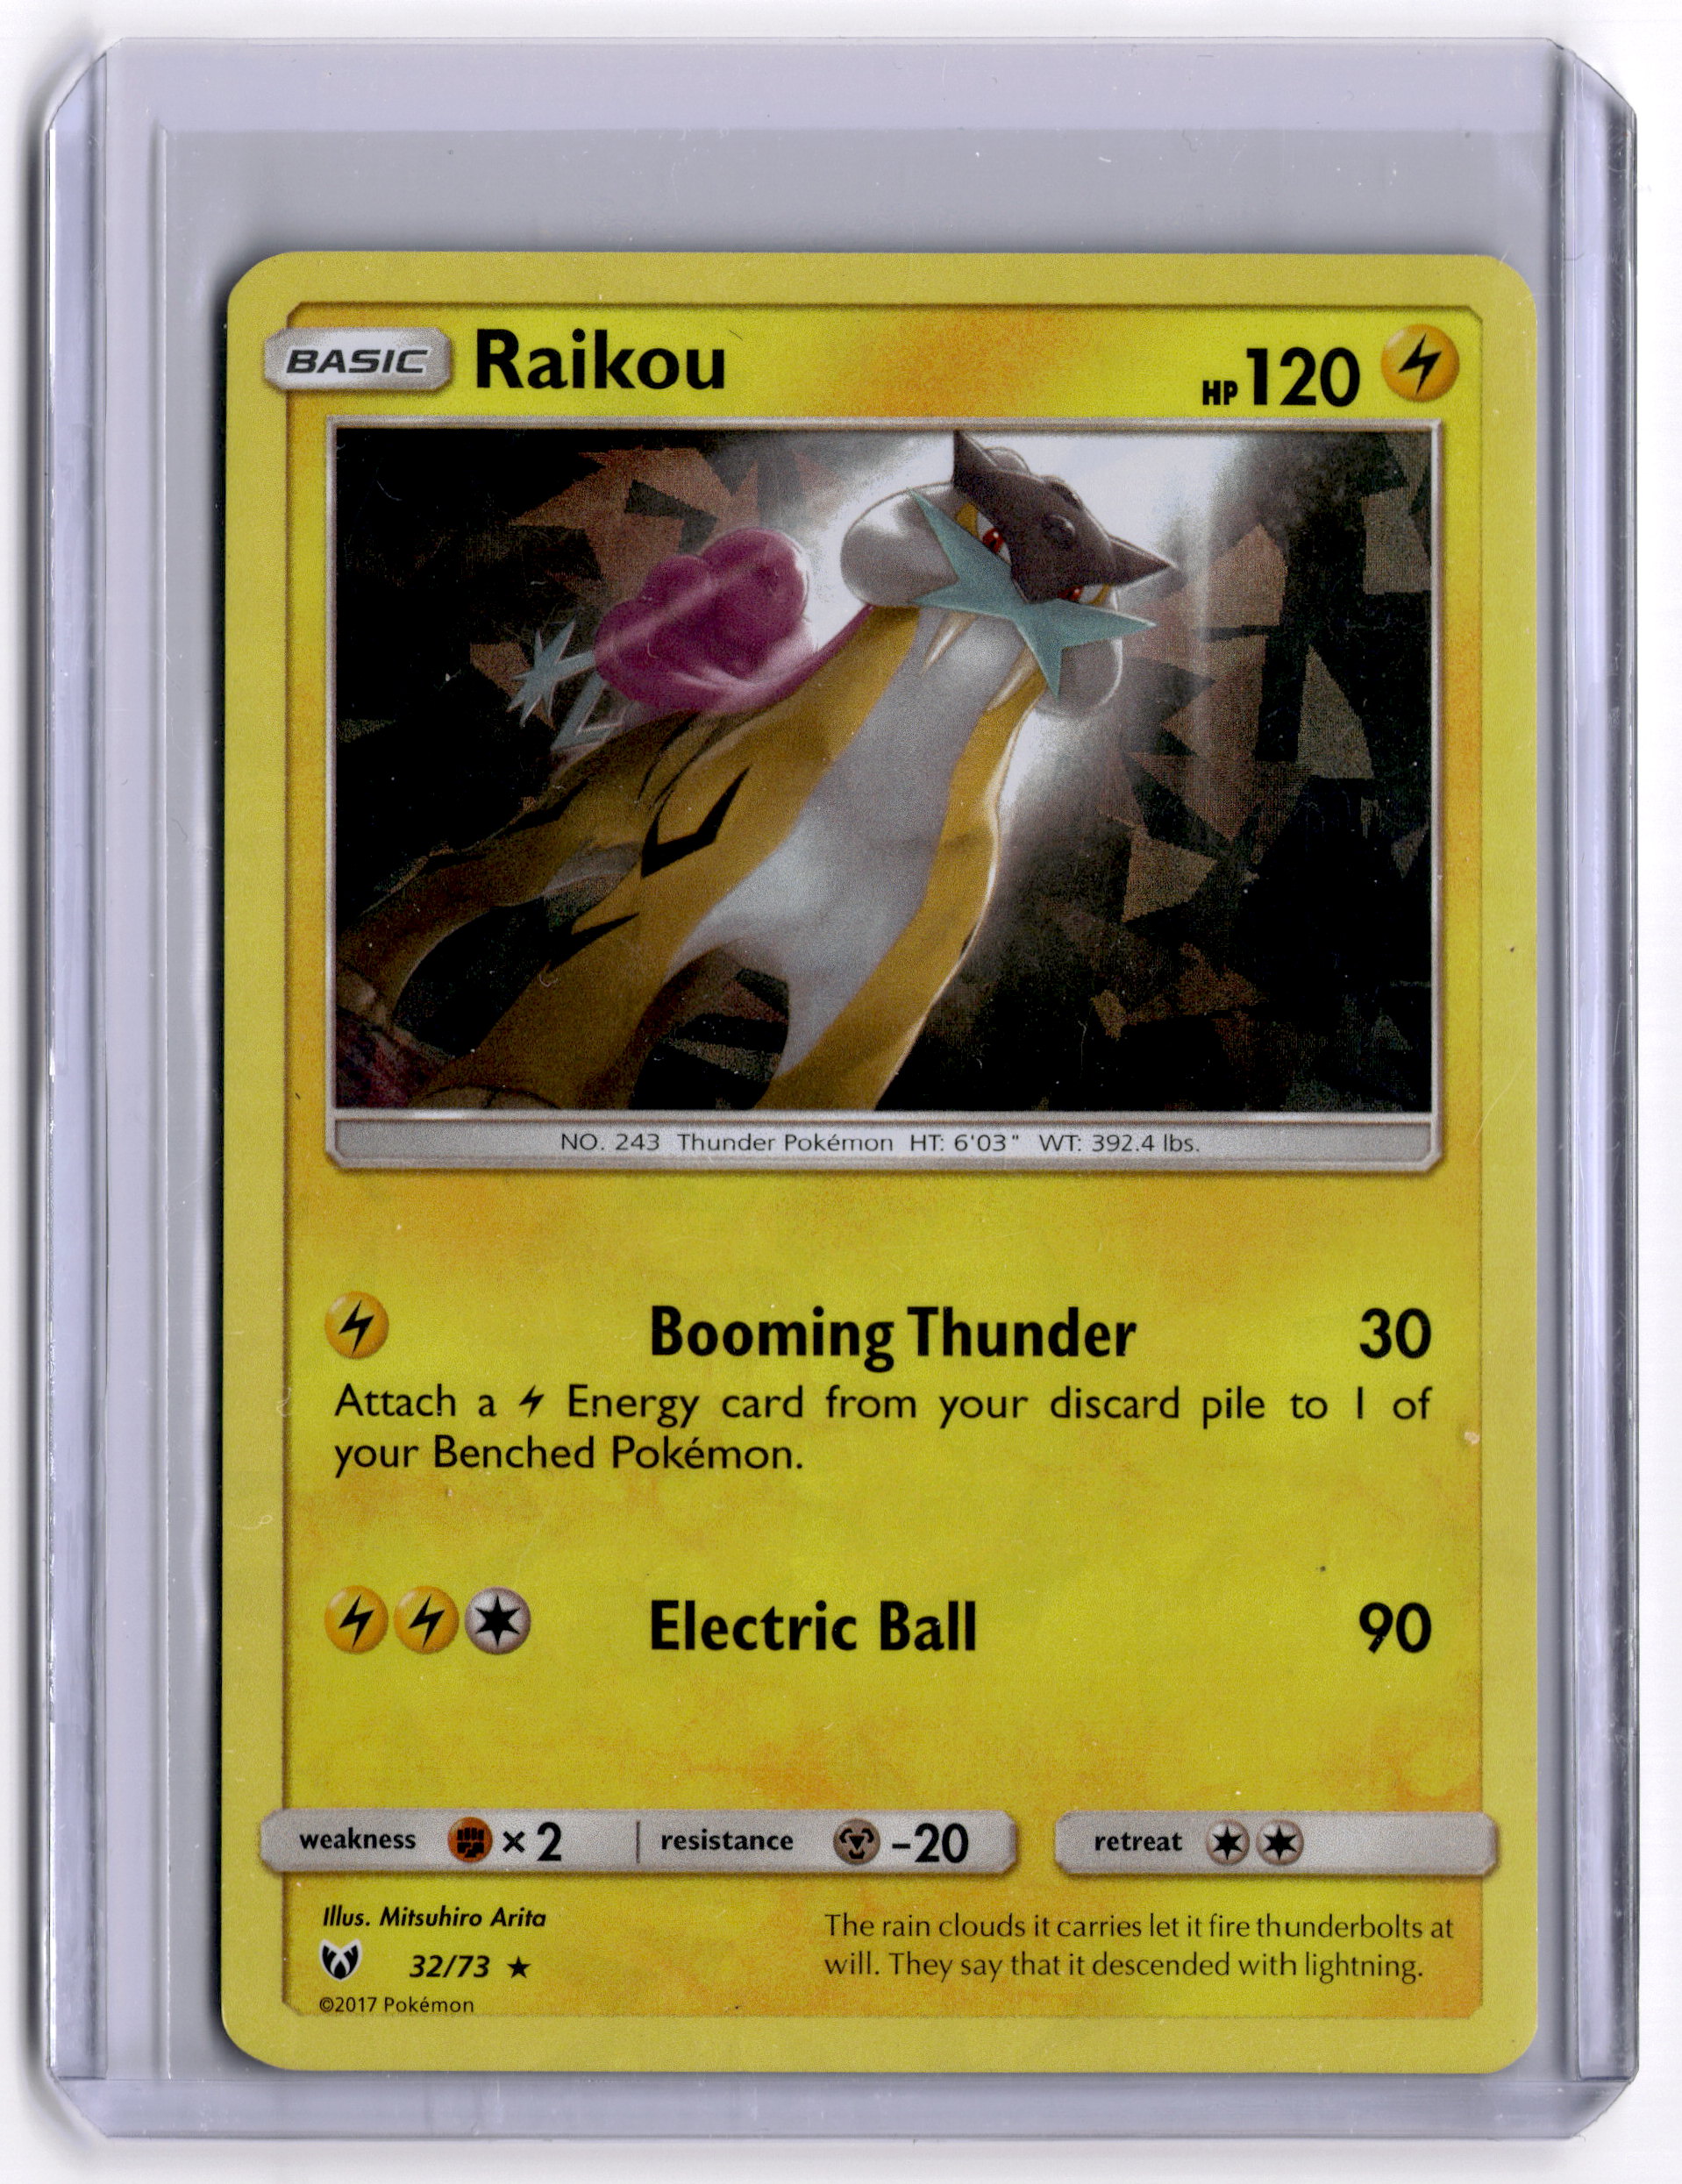 BASIC Raikou HP 120
NO. 243 Thunder Pokémon HT: 6'03" WT: 392.4 lbs.
Booming Thunder 30
Attach a Energy card from your discard pile to 1 of
your Benched Pokémon.
Electric Ball 90
weakness ×2 resistance -20 retreat
Illus. Mitsuhiro Arita
32/73 ★
©2017 Pokémon
The rain clouds it carries let it fire thunderbolts at
will. They say that it descended with lightning.